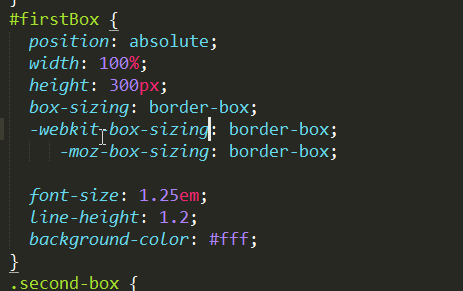 }
#firstBox {
position: absolute;
width: 100%;
height: 300px;
box-sizing: border-box;
-webkit-box-sizing: border-box;
-moz-box-sizing: border-box;
font-size: 1.25em;
line-height: 1.2;
background-color: #fff;
}
.second-box {